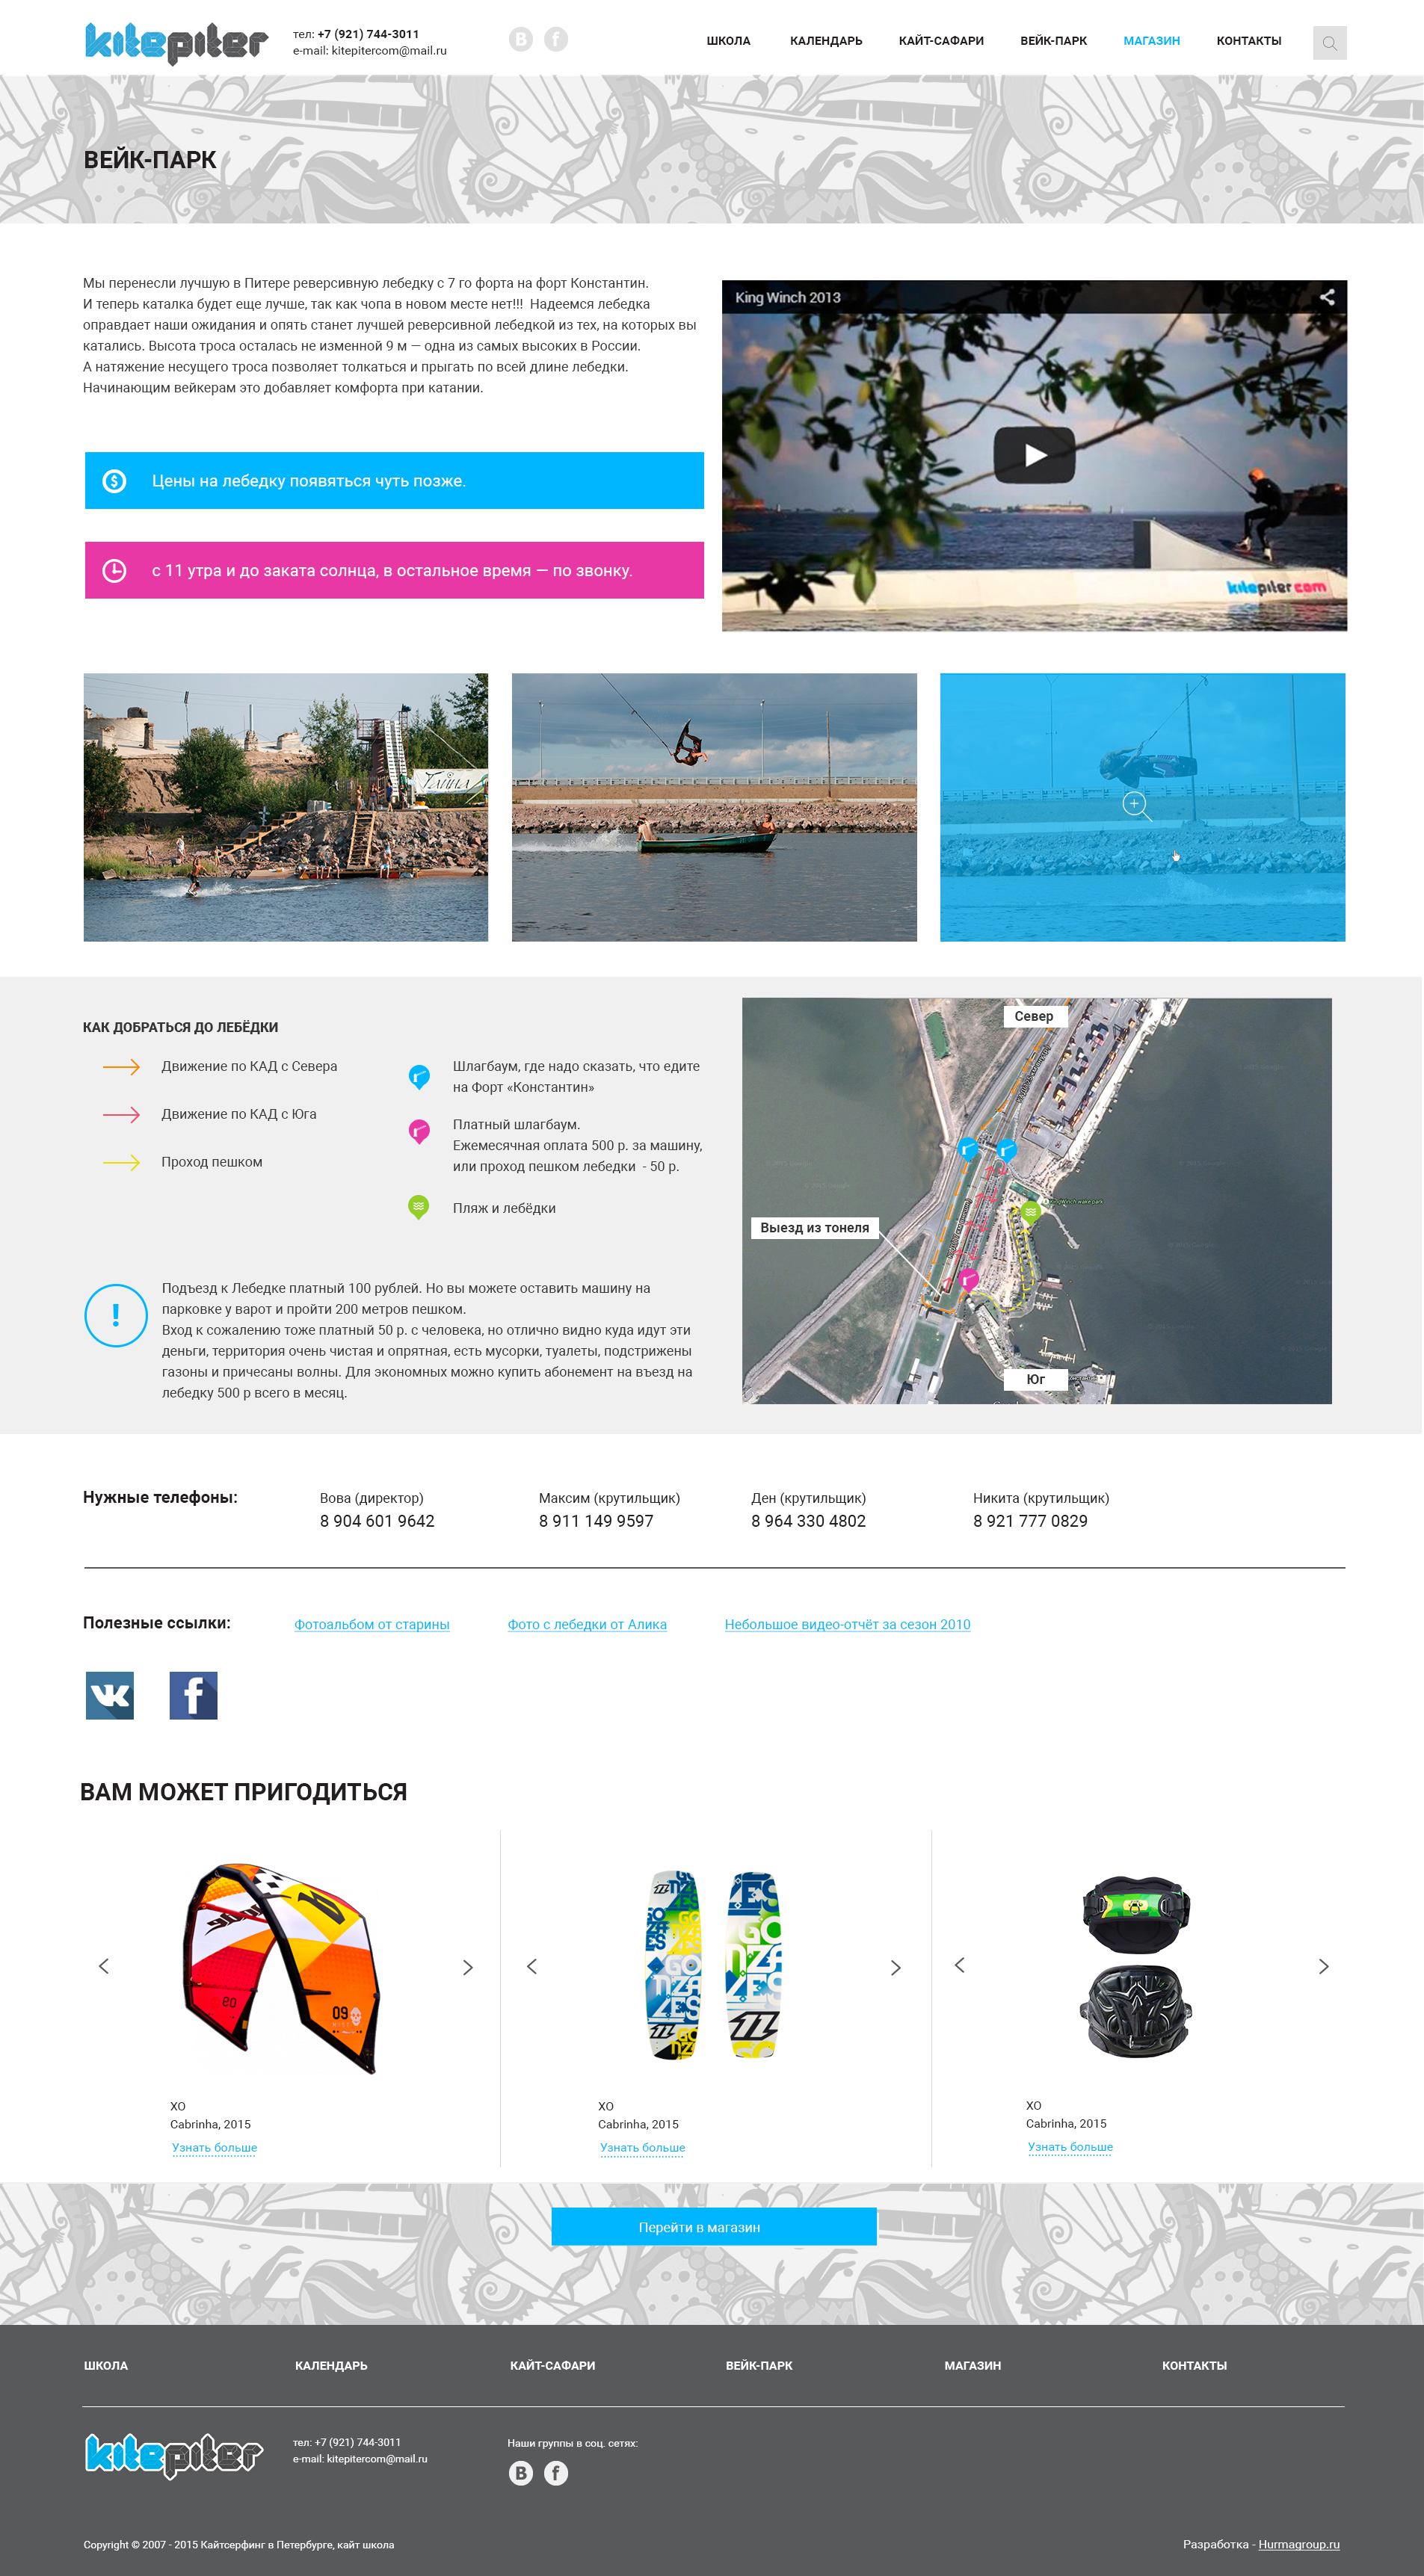 kitepiter
тел: +7 (921) 744-3011
e-mail: kitepitercom@mail.ru
B f
ШКОЛА КАЛЕНДАРЬ КАЙТ-САФАРИ ВЕЙК-ПАРК МАГАЗИН КОНТАКТЫ
ВЕЙК-ПАРК
Мы перенесли лучшую в Питере реверсивную лебедку с 7 го форта на форт Константин.
И теперь каталка будет еще лучше, так как чопа в новом месте нет!!! Надеемся лебедка
оправдает наши ожидания и опять станет лучшей реверсивной лебедкой из тех, на которых вы
катались. Высота троса осталась не изменной 9 м — одна из самых высоких в России.
А натяжение несущего троса позволяет толкаться и прыгать по всей длине лебедки.
Начинающим вейкерам это добавляет комфорта при катании.
Цены на лебедку появяться чуть позже.
с 11 утра и до заката солнца, в остальное время — по звонку.
King Winch 2013
kitepiter.com
КАК ДОБРАТЬСЯ ДО ЛЕБЁДКИ
Движение по КАД с Севера
Движение по КАД с Юга
Проход пешком
Шлагбаум, где надо сказать, что едите
на Форт «Константин»
Платный шлагбаум.
Ежемесячная оплата 500 р. за машину,
или проход пешком лебедки - 50 р.
Пляж и лебёдки
!
Подъезд к Лебедке платный 100 рублей. Но вы можете оставить машину на
парковке у варот и пройти 200 метров пешком.
Вход к сожалению тоже платный 50 р. с человека, но отлично видно куда идут эти
деньги, территория очень чистая и опрятная, есть мусорки, туалеты, подстрижены
газоны и причесаны волны. Для экономных можно купить абонемент на въезд на
лебедку 500 р всего в месяц.
Север
Выезд из тонеля
Юг
Нужные телефоны:
Вова (директор)
8 904 601 9642
Максим (крутильщик)
8 911 149 9597
Ден (крутильщик)
8 964 330 4802
Никита (крутильщик)
8 921 777 0829
Полезные ссылки:
Фотоальбом от старины
Фото с лебедки от Алика
Небольшое видео-отчёт за сезон 2010
f
ВАМ МОЖЕТ ПРИГОДИТЬСЯ
09
GONZALES
XO
Cabrinha, 2015
Узнать больше
XO
Cabrinha, 2015
Узнать больше
XO
Cabrinha, 2015
Узнать больше
Перейти в магазин
ШКОЛА КАЛЕНДАРЬ КАЙТ-САФАРИ ВЕЙК-ПАРК МАГАЗИН КОНТАКТЫ
kitepiter
тел: +7 (921) 744-3011
e-mail: kitepitercom@mail.ru
Наши группы в соц. сетях:
B f
Copyright © 2007 - 2015 Кайтсерфинг в Петербурге, кайт школа
Разработка - Hurmagroup.ru